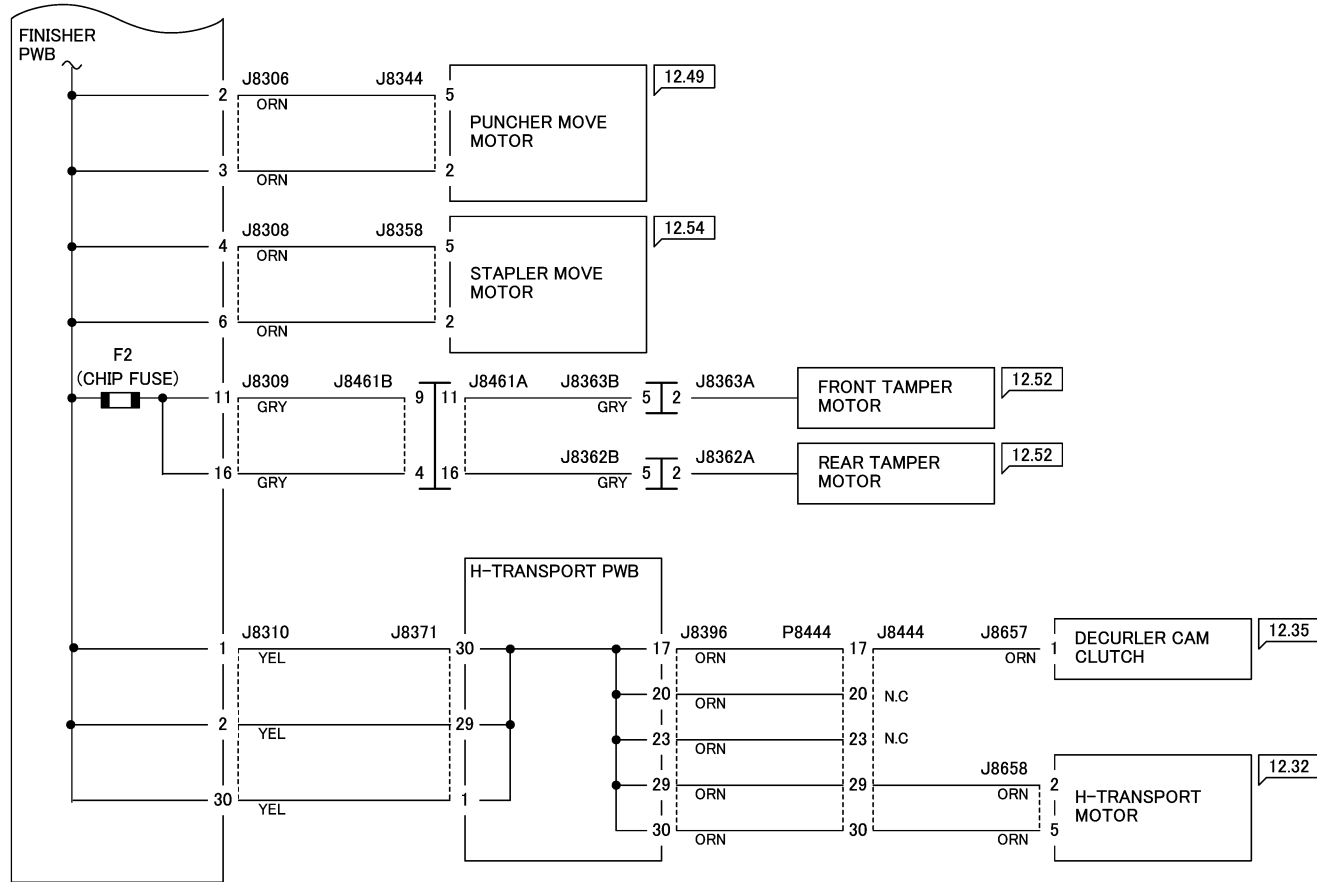 FINISHER
PWB
J8306 J8344 12.49
2 ORN 5
PUNCHER MOVE
MOTOR
3 ORN 2
J8308 J8358 12.54
4 ORN 5
STAPLER MOVE
MOTOR
6 ORN 2
F2
(CHIP FUSE)
J8309 J8461B J8461A J8363B J8363A 12.52
11 GRY 9 11 GRY 5 2
FRONT TAMPER
MOTOR
J8362B J8362A 12.52
16 GRY 4 16 GRY 5 2
REAR TAMPER
MOTOR
H-TRANSPORT PWB
J8310 J8371 J8396 P8444 J8444 J8657 12.35
1 YEL 30 17 ORN 17 ORN 1
DECURLER CAM
CLUTCH
20 ORN 20 N.C
2 YEL 29 23 ORN 23 N.C
J8658 12.32
29 ORN 29 ORN 2
H-TRANSPORT
MOTOR
30 YEL 1 30 ORN 30 ORN 5